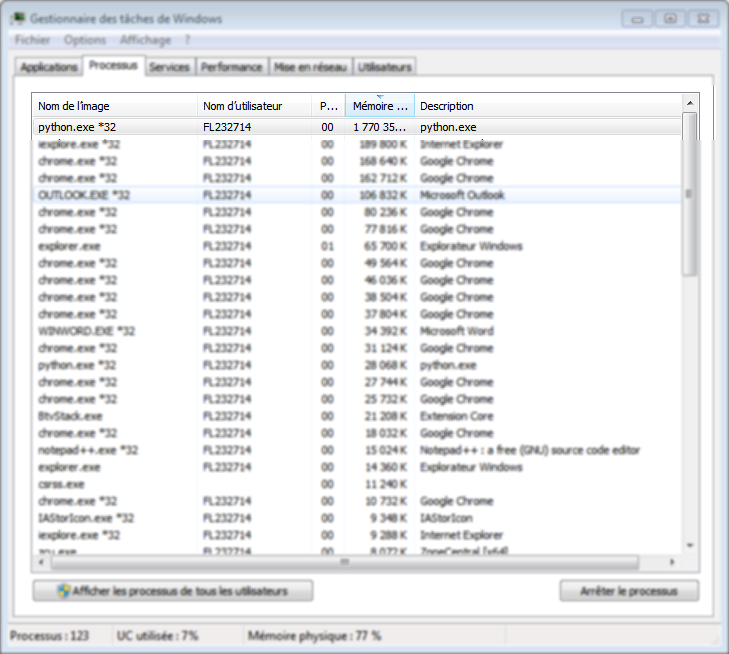 Gestionnaire des tâches de Windows
Fichier Options Affichage ?
Applications Processus Services Performance Mise en réseau Utilisateurs
Nom de l'image Nom d'utilisateur P... Mémoire ... Description
python.exe *32 FL232714 00 1 770 35... python.exe
iexplore.exe *32 FL232714 00 189 800 K Internet Explorer
chrome.exe *32 FL232714 00 168 640 K Google Chrome
chrome.exe *32 FL232714 00 162 712 K Google Chrome
OUTLOOK.EXE *32 FL232714 00 106 832 K Microsoft Outlook
chrome.exe *32 FL232714 00 80 236 K Google Chrome
chrome.exe *32 FL232714 00 77 816 K Google Chrome
explorer.exe FL232714 01 65 700 K Explorateur Windows
chrome.exe *32 FL232714 00 49 564 K Google Chrome
chrome.exe *32 FL232714 00 46 036 K Google Chrome
chrome.exe *32 FL232714 00 38 504 K Google Chrome
chrome.exe *32 FL232714 00 37 804 K Google Chrome
WINWORD.EXE *32 FL232714 00 34 392 K Microsoft Word
chrome.exe *32 FL232714 00 31 124 K Google Chrome
python.exe *32 FL232714 00 28 068 K python.exe
chrome.exe *32 FL232714 00 27 744 K Google Chrome
chrome.exe *32 FL232714 00 25 732 K Google Chrome
BtvStack.exe FL232714 00 21 208 K Extension Core
chrome.exe *32 FL232714 00 18 032 K Google Chrome
notepad++.exe *32 FL232714 00 15 024 K Notepad++ : a free (GNU) source code editor
explorer.exe FL232714 00 14 360 K Explorateur Windows
csrss.exe 00 11 240 K
chrome.exe *32 FL232714 00 10 732 K Google Chrome
IAStorIcon.exe *32 FL232714 00 9 348 K IAStorIcon
iexplore.exe *32 FL232714 00 9 288 K Internet Explorer
FL232714 00 8 072 K ZoneCentral [x64]
Afficher les processus de tous les utilisateurs Arrêter le processus
Processus : 123 UC utilisée : 7% Mémoire physique : 77 %